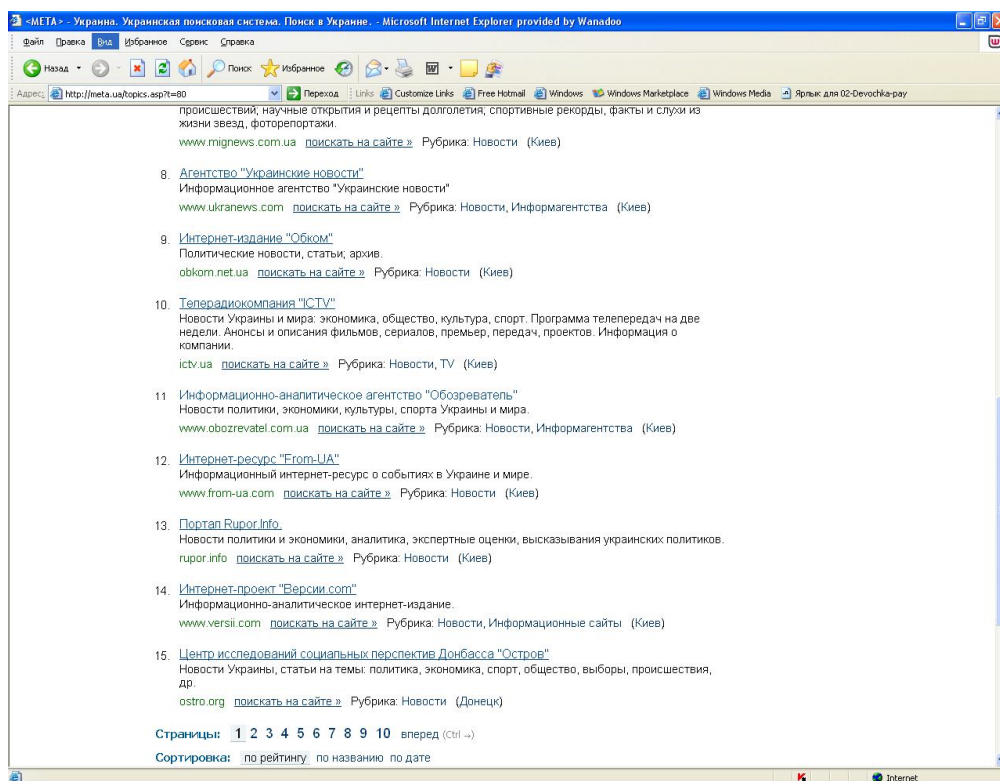 <META> - Украина. Украинская поисковая система. Поиск в Украине. - Microsoft Internet Explorer provided by Wanadoo
Файл Правка Вид Избранное Сервис Справка
Назад Поиск Избранное
Адрес: http://meta.ua/topics.asp?t=80 Переход Links Customize Links Free Hotmail Windows Windows Marketplace Windows Media Ярлык для 02-Devochka-pay
происшествий; научные открытия и рецепты долголетия; спортивные рекорды, факты и слухи из
жизни звезд, фоторепортажи.
www.mignews.com.ua поискать на сайте » Рубрика: Новости (Киев)
8. Агентство "Украинские новости"
Информационное агентство "Украинские новости"
www.ukranews.com поискать на сайте » Рубрика: Новости, Информагентства (Киев)
9. Интернет-издание "Обком"
Политические новости, статьи; архив.
obkom.net.ua поискать на сайте » Рубрика: Новости (Киев)
10. Телерадиокомпания "ICTV"
Новости Украины и мира: экономика, общество, культура, спорт. Программа телепередач на две
недели. Анонсы и описания фильмов, сериалов, премьер, передач, проектов. Информация о
компании.
ictv.ua поискать на сайте » Рубрика: Новости, TV (Киев)
11 Информационно-аналитическое агентство "Обозреватель"
Новости политики, экономики, культуры, спорта Украины и мира.
www.obozrevatel.com.ua поискать на сайте » Рубрика: Новости, Информагентства (Киев)
12. Интернет-ресурс "From-UA"
Информационный интернет-ресурс о событиях в Украине и мире.
www.from-ua.com поискать на сайте » Рубрика: Новости (Киев)
13. Портал Rupor.Info.
Новости политики и экономики, аналитика, экспертные оценки, высказывания украинских политиков.
rupor.info поискать на сайте » Рубрика: Новости (Киев)
14. Интернет-проект "Версии.com"
Информационно-аналитическое интернет-издание.
www.versii.com поискать на сайте » Рубрика: Новости, Информационные сайты (Киев)
15. Центр исследований социальных перспектив Донбасса "Остров"
Новости Украины, статьи на темы: политика, экономика, спорт, общество, выборы, происшествия,
др.
ostro.org поискать на сайте » Рубрика: Новости (Донецк)
Страницы: 1 2 3 4 5 6 7 8 9 10 вперед (Ctrl →)
Сортировка: по рейтингу по названию по дате
Internet